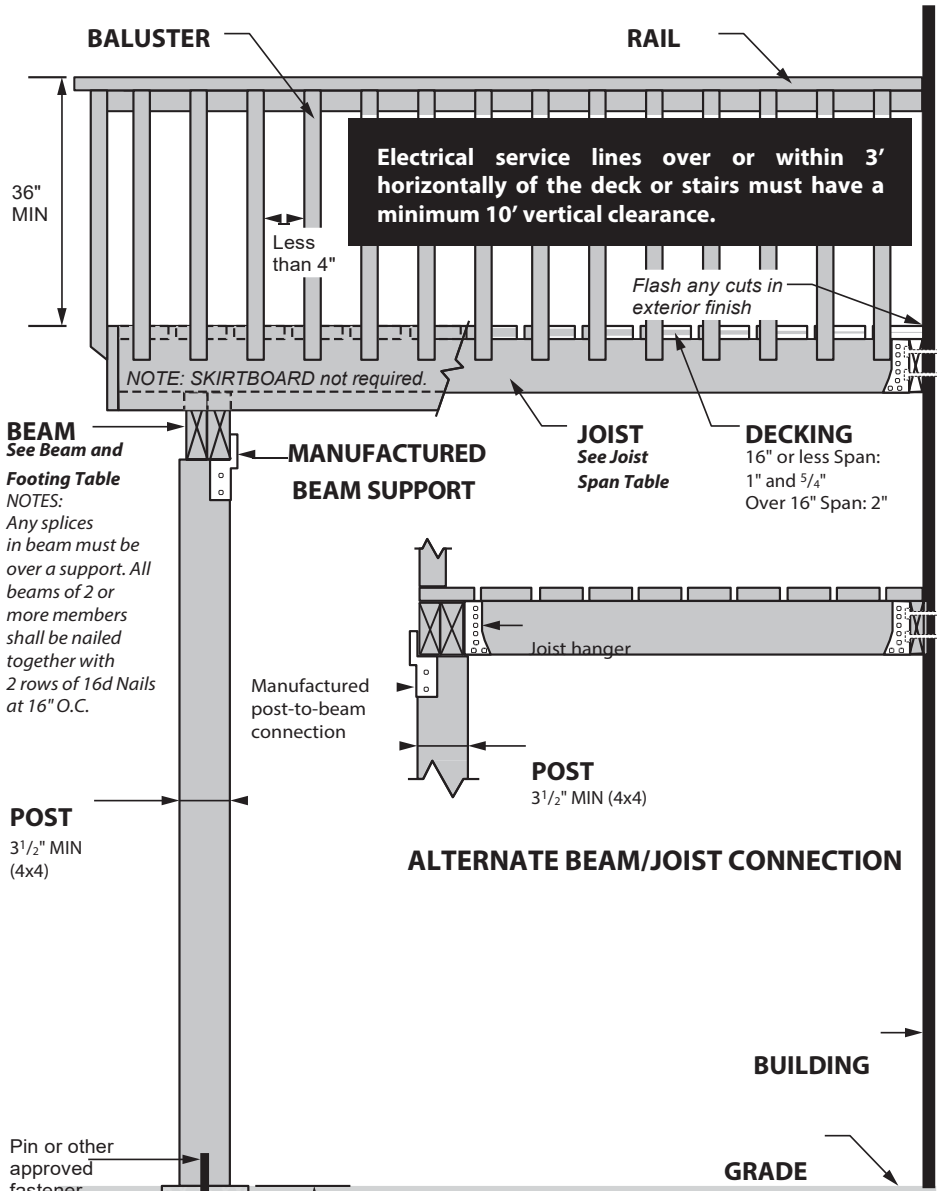 BALUSTER
RAIL
36"
MIN
Electrical service lines over or within 3′
horizontally of the deck or stairs must have a
minimum 10′ vertical clearance.
Less
than 4"
Flash any cuts in
exterior finish
NOTE: SKIRTBOARD not required.
BEAM
See Beam and
Footing Table
NOTES:
Any splices
in beam must be
over a support. All
beams of 2 or
more members
shall be nailed
together with
2 rows of 16d Nails
at 16" O.C.
MANUFACTURED
BEAM SUPPORT
JOIST
See Joist
Span Table
DECKING
16" or less Span:
1" and 5/4"
Over 16" Span: 2"
Joist hanger
Manufactured
post-to-beam
connection
POST
3 1/2" MIN (4x4)
POST
3 1/2" MIN
(4x4)
ALTERNATE BEAM/JOIST CONNECTION
BUILDING
GRADE
Pin or other
approved
fastener